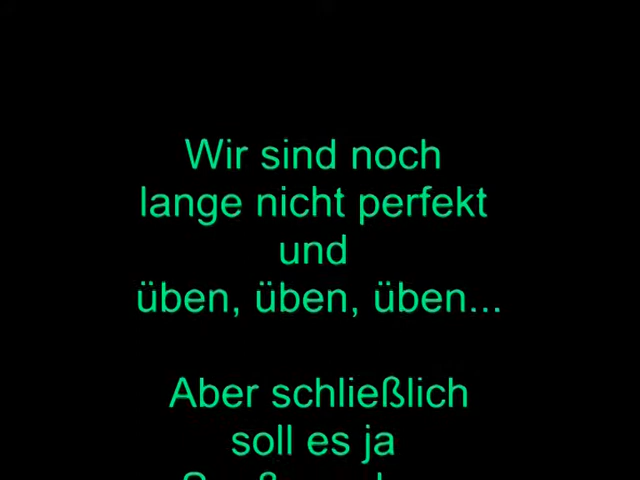 Wir sind noch
lange nicht perfekt
und
üben, üben, üben...
Aber schließlich
soll es ja